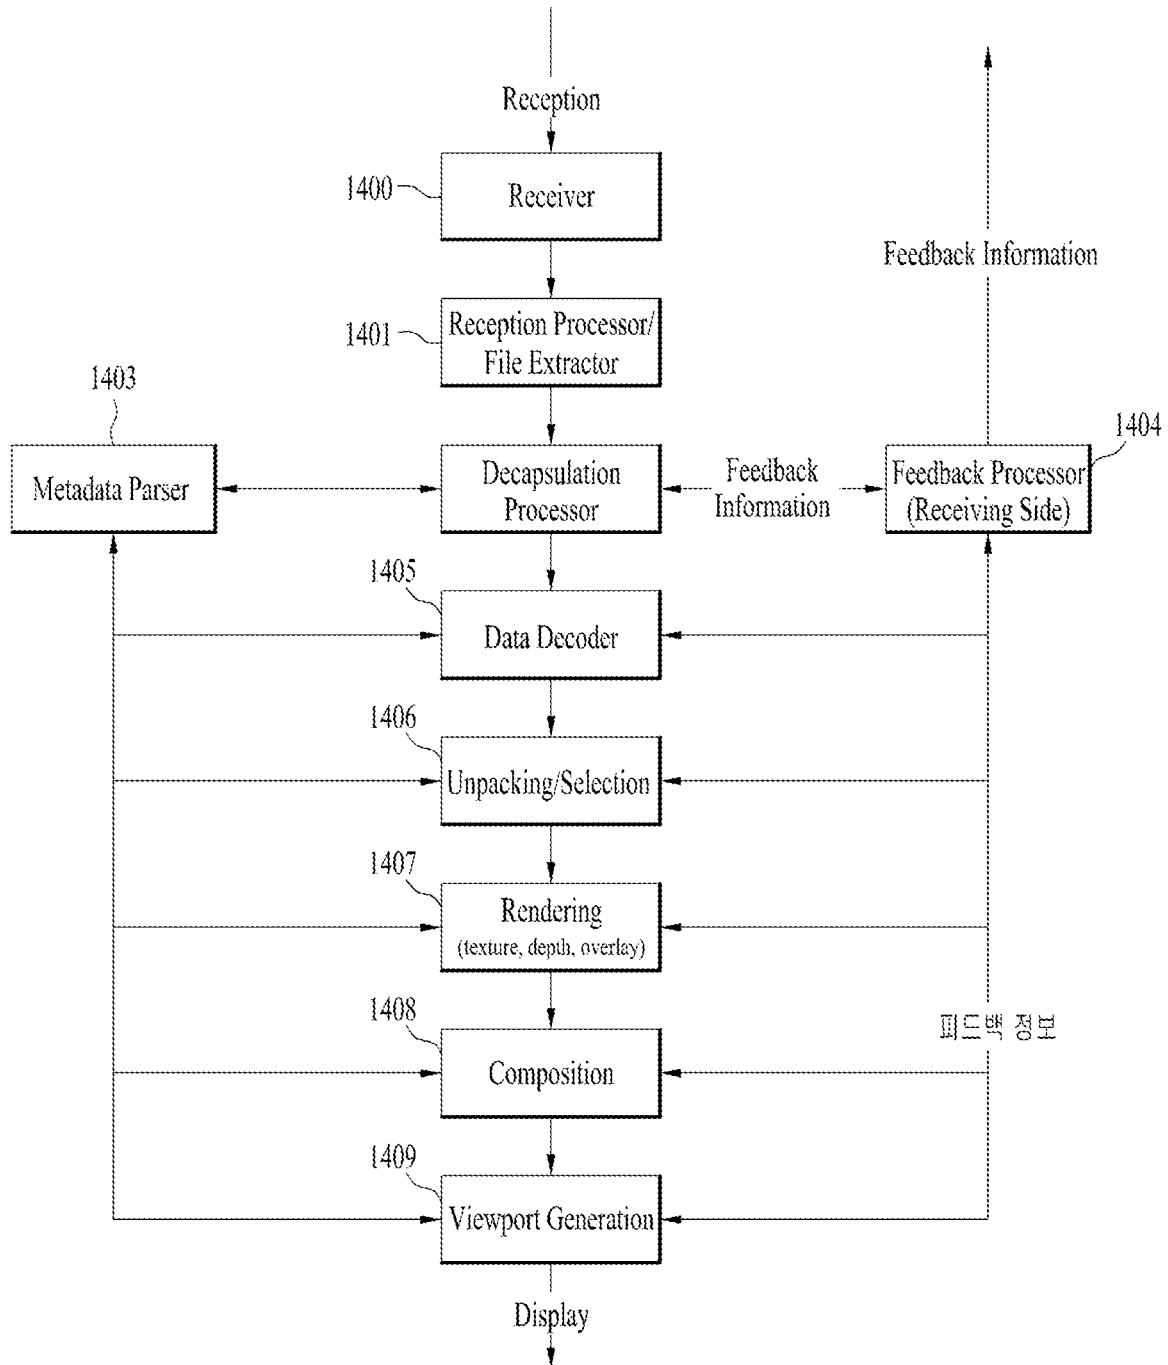 Reception
1400
Receiver
Feedback Information
1401
Reception Processor/
File Extractor
1403
Metadata Parser
Decapsulation
Processor
Feedback
Information
1404
Feedback Processor
(Receiving Side)
1405
Data Decoder
1406
Unpacking/Selection
1407
Rendering
(texture, depth, overlay)
피드백 정보
1408
Composition
1409
Viewport Generation
Display